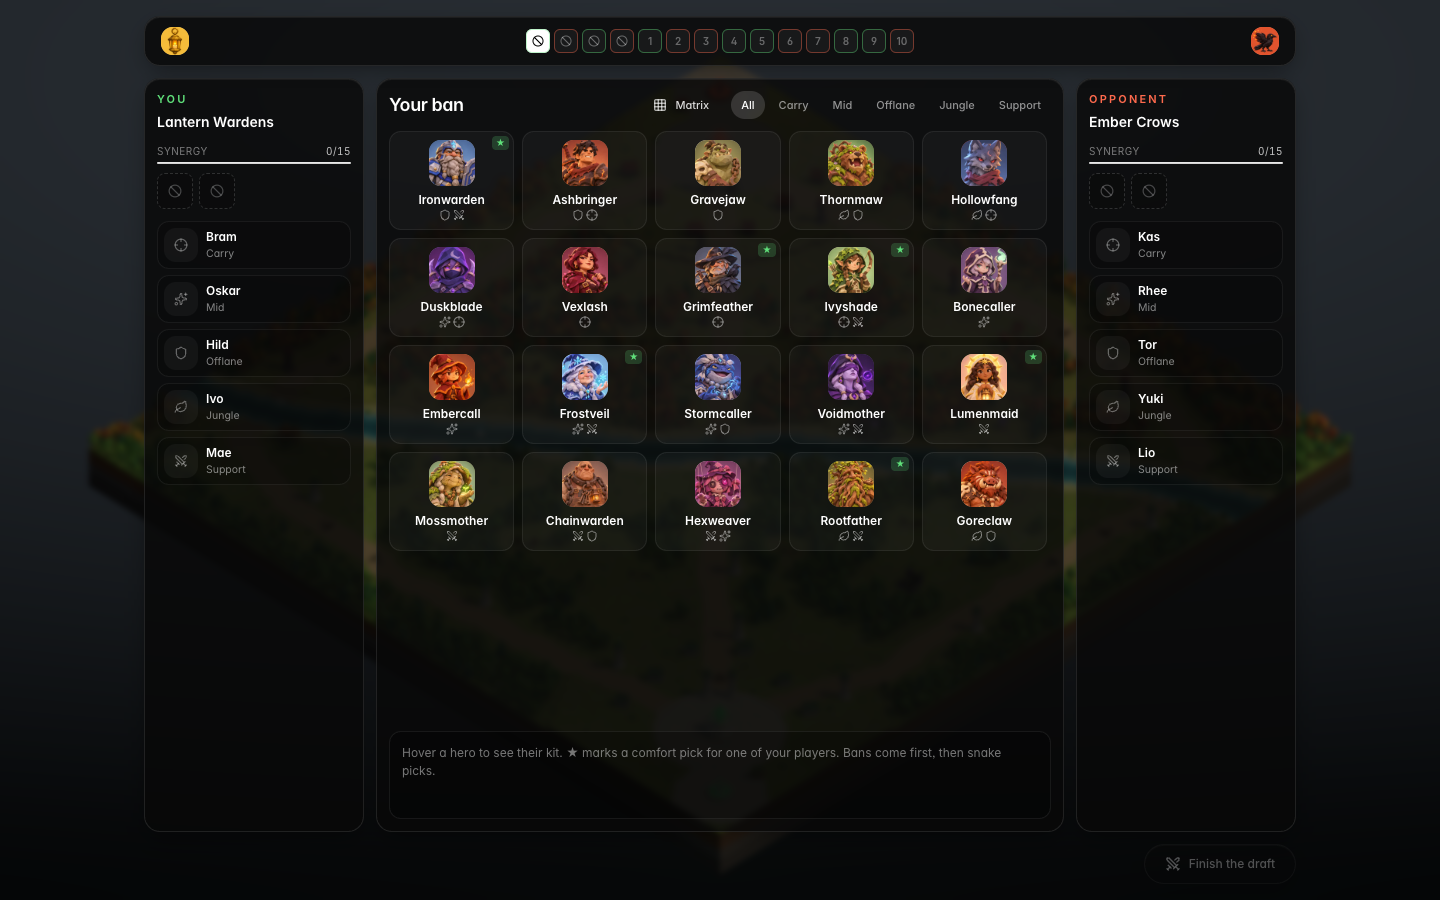 1 2 3 4 5 6 7 8 9 10
YOU
Lantern Wardens
SYNERGY 0/15
Bram
Carry
Oskar
Mid
Hild
Offlane
Ivo
Jungle
Mae
Support
Your ban
Matrix All Carry Mid Offlane Jungle Support
★
Ironwarden Ashbringer Gravejaw Thornmaw Hollowfang
★ ★
Duskblade Vexlash Grimfeather Ivyshade Bonecaller
★ ★
Embercall Frostveil Stormcaller Voidmother Lumenmaid
★
Mossmother Chainwarden Hexweaver Rootfather Goreclaw
Hover a hero to see their kit. ★ marks a comfort pick for one of your players. Bans come first, then snake
picks.
OPPONENT
Ember Crows
SYNERGY 0/15
Kas
Carry
Rhee
Mid
Tor
Offlane
Yuki
Jungle
Lio
Support
Finish the draft